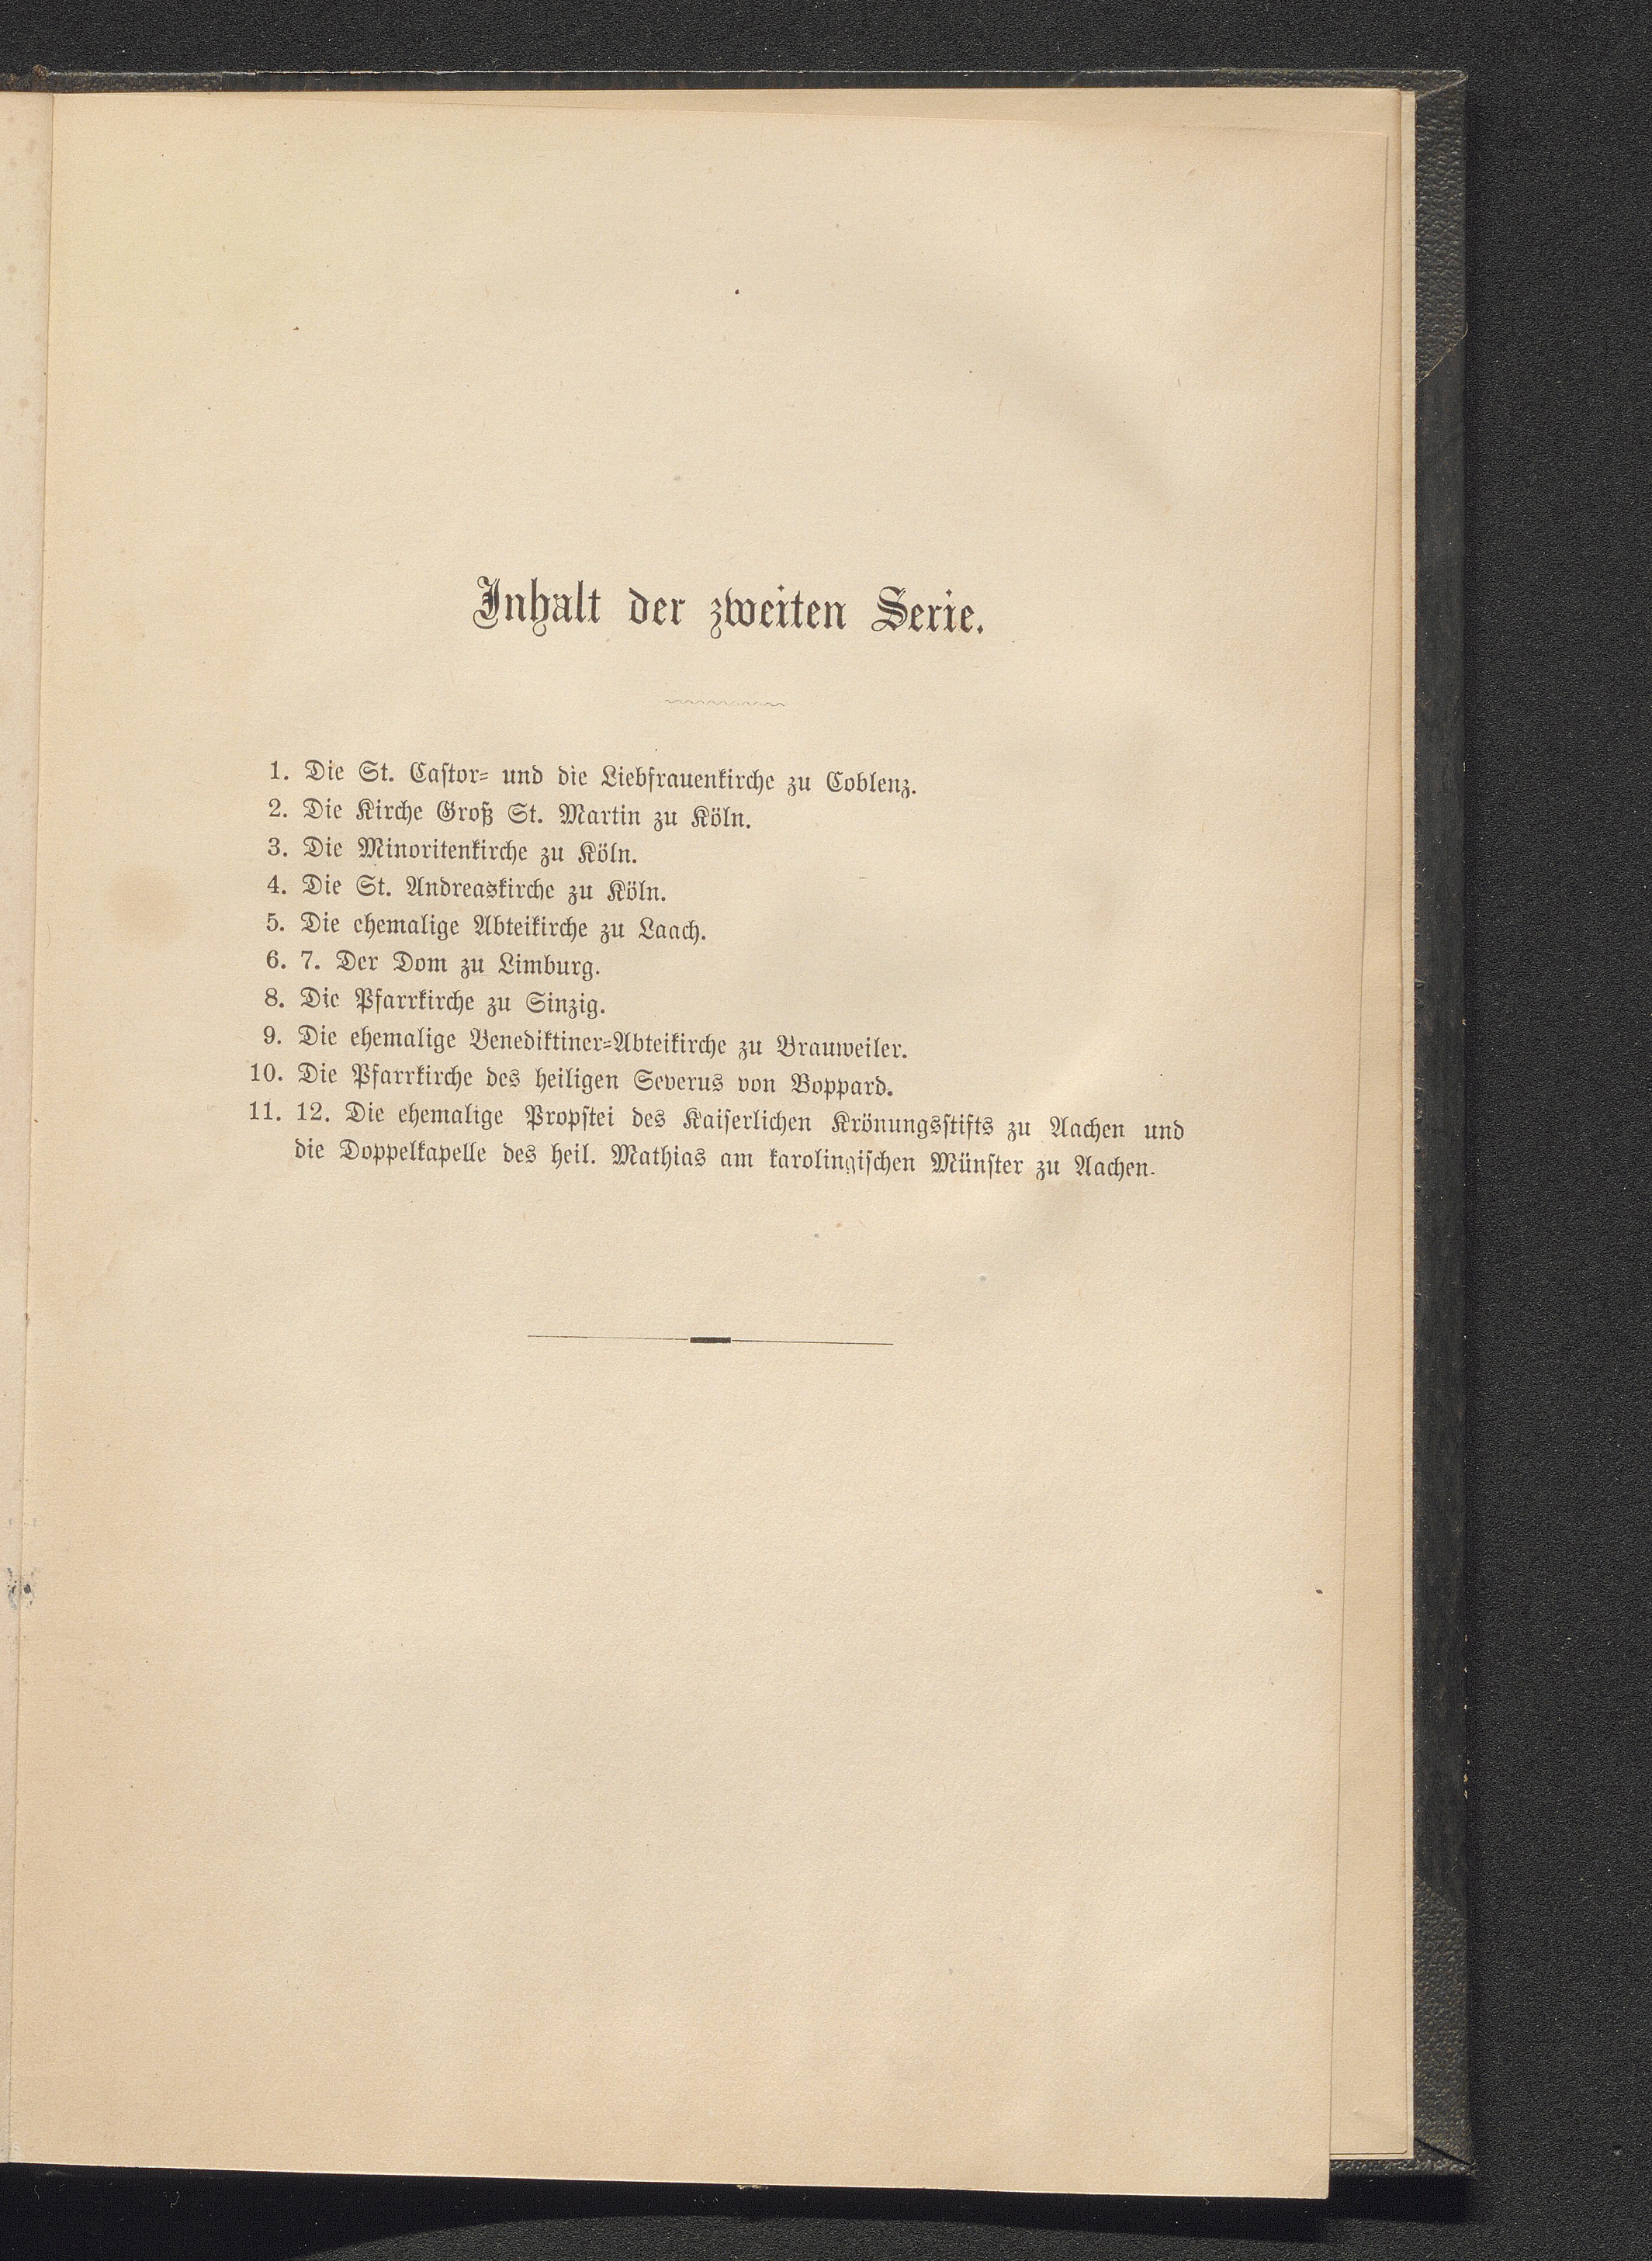 Inhalt der zweiten Serie.
1. Die St. Castor- und die Liebfrauenkirche zu Coblenz.
2. Die Kirche Groß St. Martin zu Köln.
3. Die Minoritenkirche zu Köln.
4. Die St. Andreaskirche zu Köln.
5. Die ehemalige Abteikirche zu Laach.
6. 7. Der Dom zu Limburg.
8. Die Pfarrkirche zu Sinzig.
9. Die ehemalige Benediktiner-Abteikirche zu Brauweiler.
10. Die Pfarrkirche des heiligen Severus von Boppard.
11. 12. Die ehemalige Propstei des Kaiserlichen Krönungsstifts zu Aachen und
die Doppelkapelle des heil. Mathias am karolingischen Münster zu Aachen.